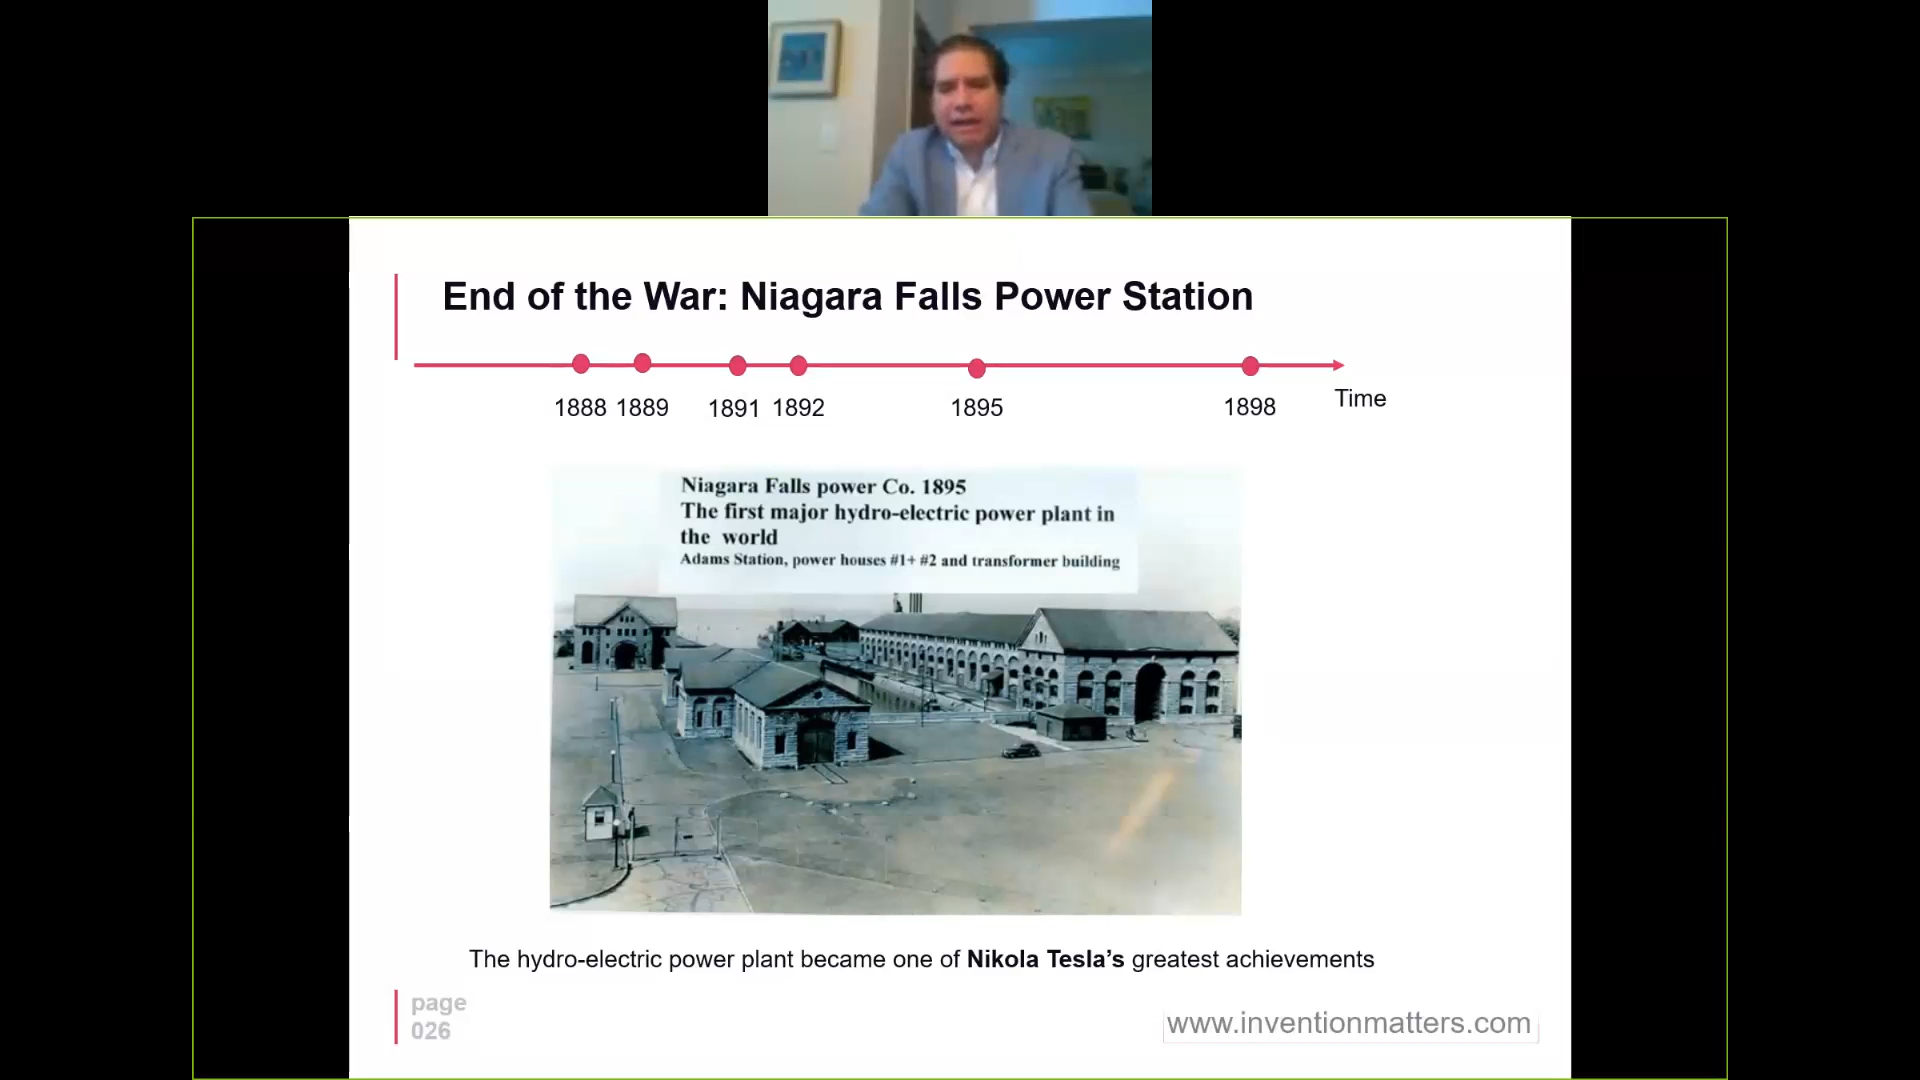 End of the War: Niagara Falls Power Station
1888 1889 1891 1892 1895 1898 Time
Niagara Falls power Co. 1895
The first major hydro-electric power plant in
the world
Adams Station, power houses #1+ #2 and transformer building
The hydro-electric power plant became one of Nikola Tesla’s greatest achievements
page
026
www.inventionmatters.com